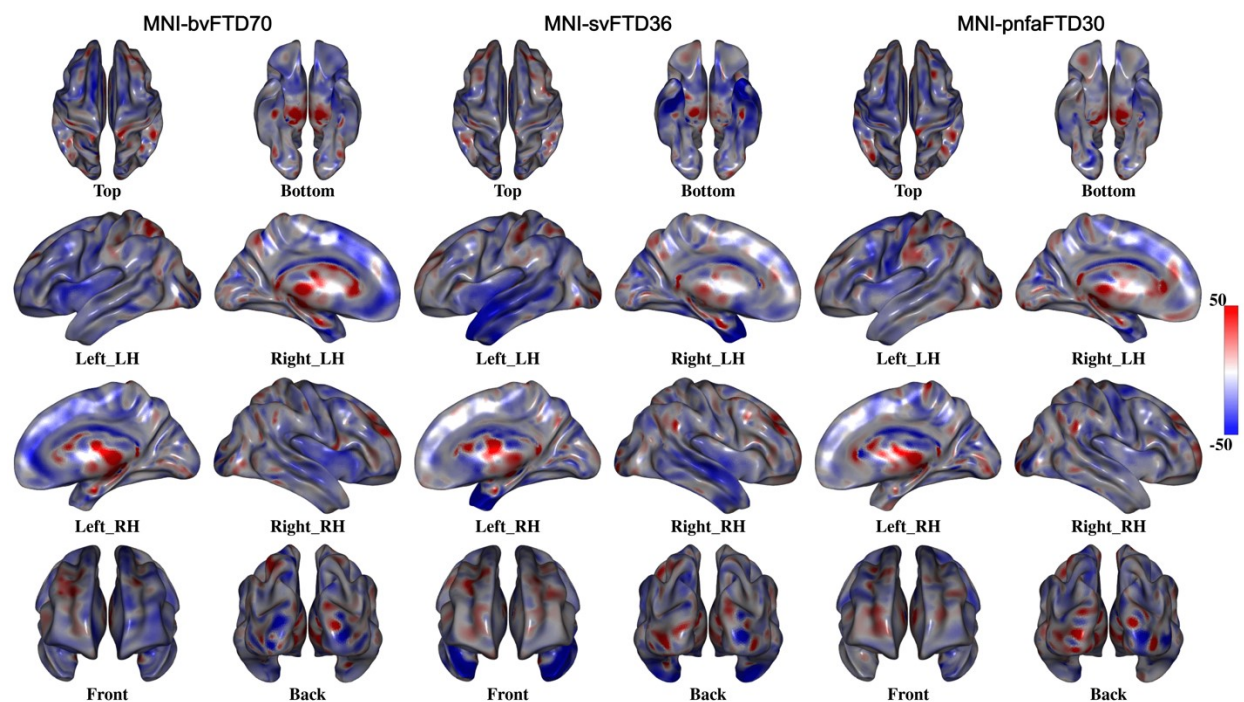 MNI-bvFTD70 MNI-svFTD36 MNI-pnfaFTD30
Top Bottom Top Bottom Top Bottom
Left_LH Right_LH Left_LH Right_LH Left_LH Right_LH
50
-50
Left_RH Right_RH Left_RH Right_RH Left_RH Right_RH
Front Back Front Back Front Back